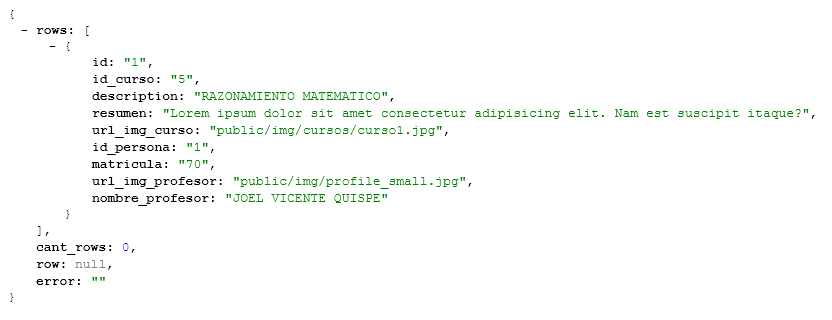 {
- rows: [
- {
id: "1",
id_curso: "5",
description: "RAZONAMIENTO MATEMATICO",
resumen: "Lorem ipsum dolor sit amet consectetur adipisicing elit. Nam est suscipit itaque?",
url_img_curso: "public/img/cursos/curso1.jpg",
id_persona: "1",
matricula: "70",
url_img_profesor: "public/img/profile_small.jpg",
nombre_profesor: "JOEL VICENTE QUISPE"
}
],
cant_rows: 0,
row: null,
error: ""
}